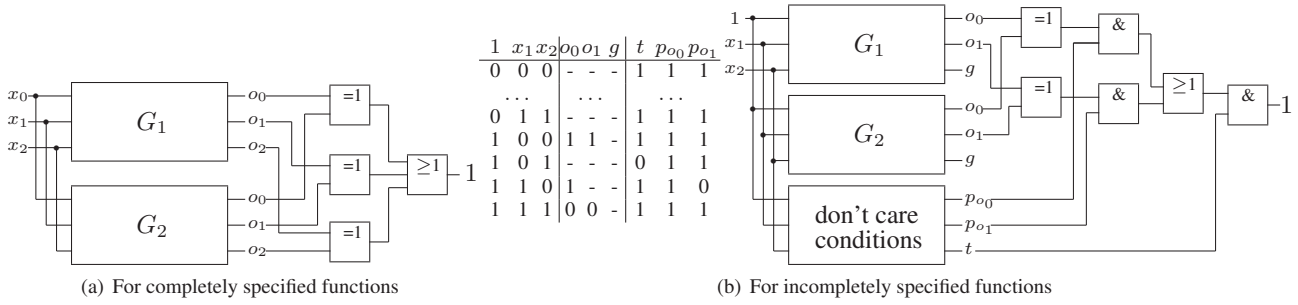 x₀
x₁
x₂
G₁
G₂
o₀
o₁
o₂
o₀
o₁
o₂
=1
=1
=1
≥1
1
1 x₁ x₂ o₀ o₁ g t pₒ₀ pₒ₁
0 0 0 - - - 1 1 1
... ... ...
0 1 1 - - - 1 1 1
1 0 0 1 1 - 1 1 1
1 0 1 - - - 0 1 1
1 1 0 1 - - 1 1 0
1 1 1 0 0 - 1 1 1
1
x₁
x₂
G₁
G₂
don't care
conditions
o₀
o₁
g
o₀
o₁
g
pₒ₀
pₒ₁
t
=1
=1
&
&
≥1
&
1
(a) For completely specified functions
(b) For incompletely specified functions